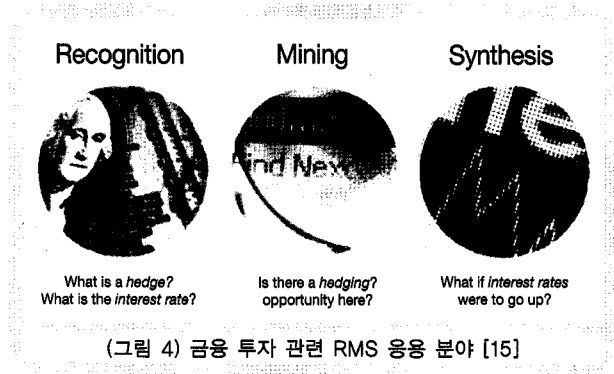 Recognition
Mining
Synthesis
Find Next
What is a hedge?
What is the interest rate?
Is there a hedging?
opportunity here?
What if interest rates
were to go up?
(그림 4) 금융 투자 관련 RMS 응용 분야 [15]